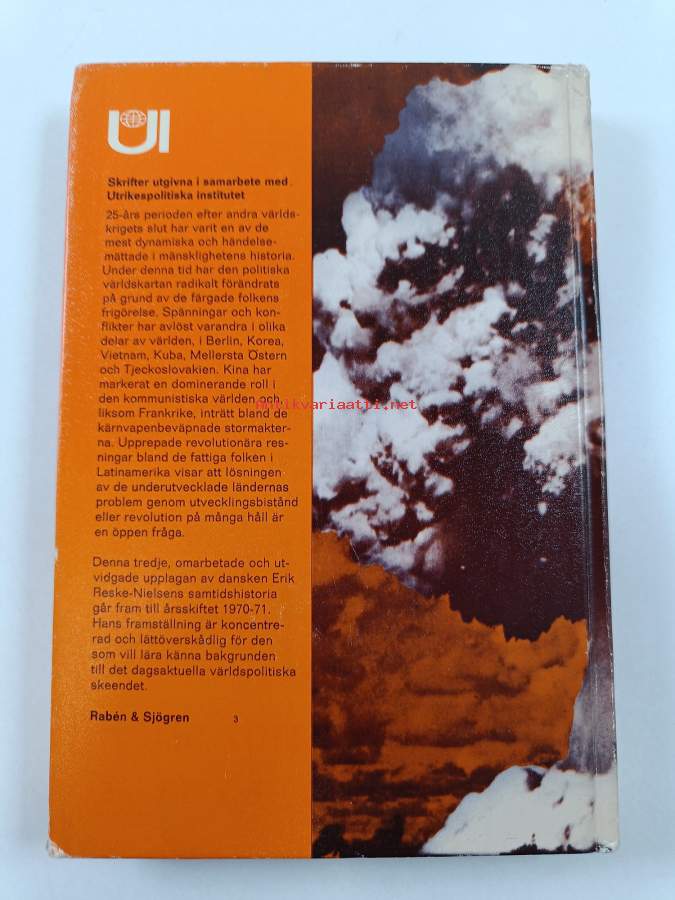 UI
Skrifter utgivna i samarbete med
Utrikespolitiska institutet
25-års perioden efter andra världs-
krigets slut har varit en av de
mest dynamiska och händelse-
mättade i mänsklighetens historia.
Under denna tid har den politiska
världskartan radikalt förändrats
på grund av de färgade folkens
frigörelse. Spänningar och kon-
flikter har avlöst varandra i olika
delar av världen, i Berlin, Korea,
Vietnam, Kuba, Mellersta Östern
och Tjeckoslovakien. Kina har
markerat en dominerande roll i
den kommunistiska världen och,
liksom Frankrike, inträtt bland de
kärnvapenbeväpnade stormakter-
na. Upprepade revolutionära res-
ningar bland de fattiga folken i
Latinamerika visar att lösningen
av de underutvecklade ländernas
problem genom utvecklingsbistånd
eller revolution på många håll är
en öppen fråga.
Denna tredje, omarbetade och ut-
vidgade upplagan av dansken Erik
Reske-Nielsens samtidshistoria
går fram till årsskiftet 1970-71.
Hans framställning är koncentre-
rad och lättöverskådlig för den
som vill lära känna bakgrunden
till det dagsaktuella världspolitiska
skeendet.
Rabén & Sjögren 3
Antikvariaatti.net